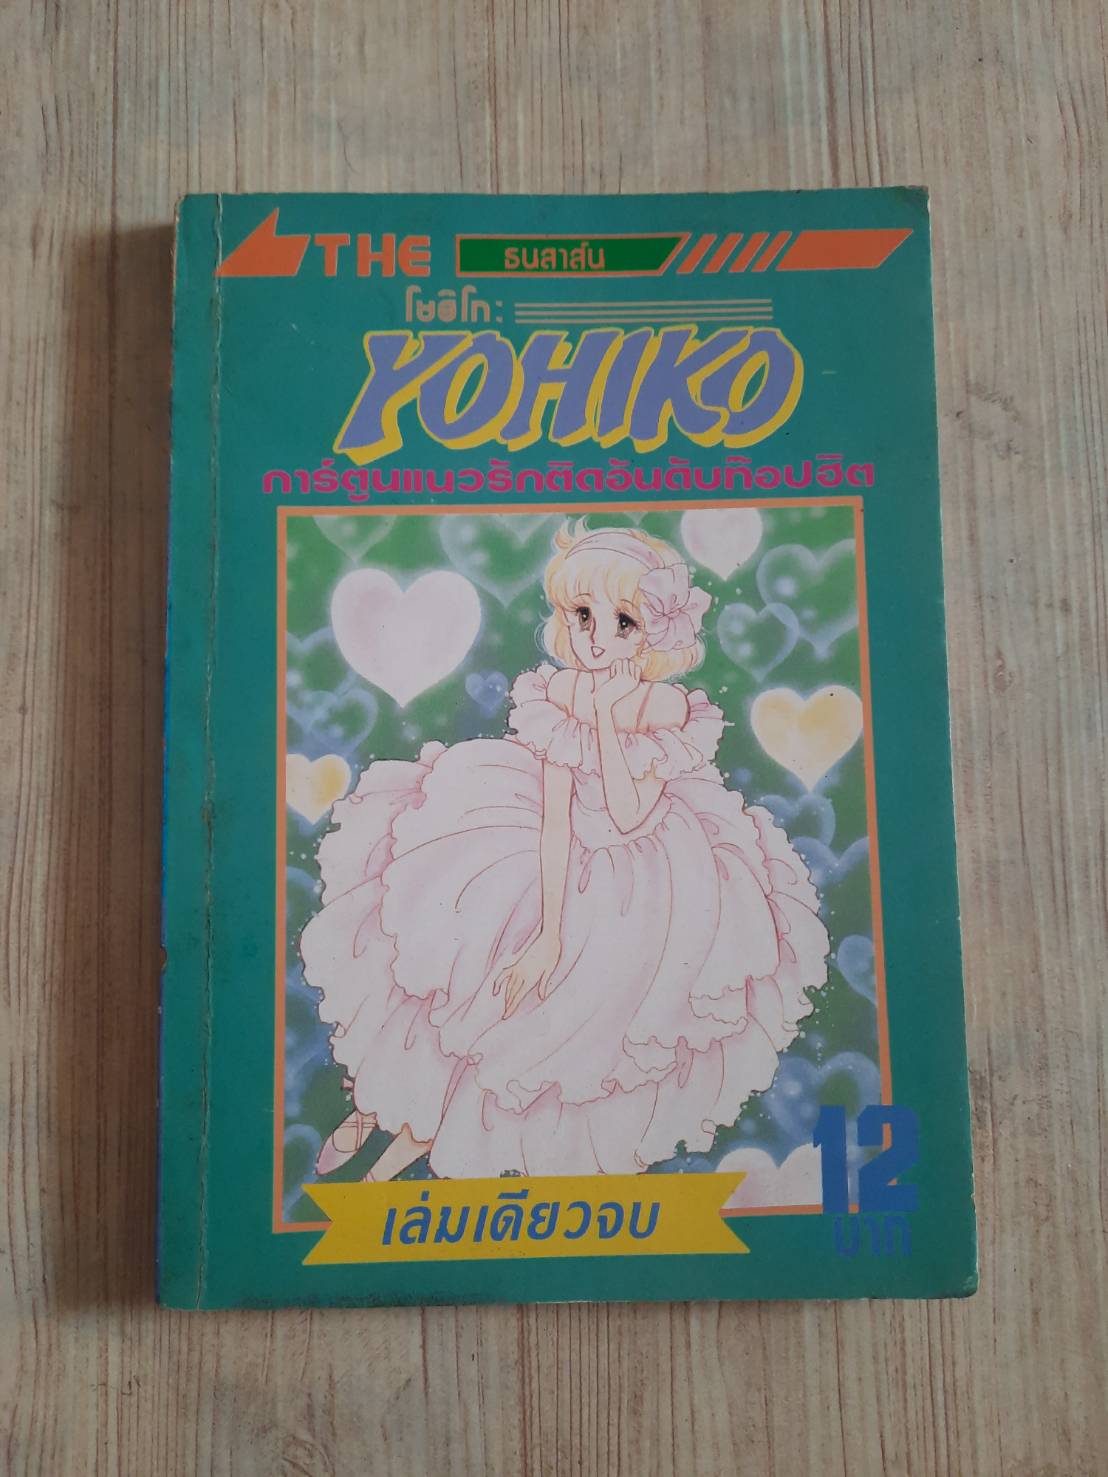 THE ธนสาส์น
โยฮิโกะ
YOHIKO
การ์ตูนแนวรักติดอันดับท๊อปฮิต
เล่มเดียวจบ
12
บาท